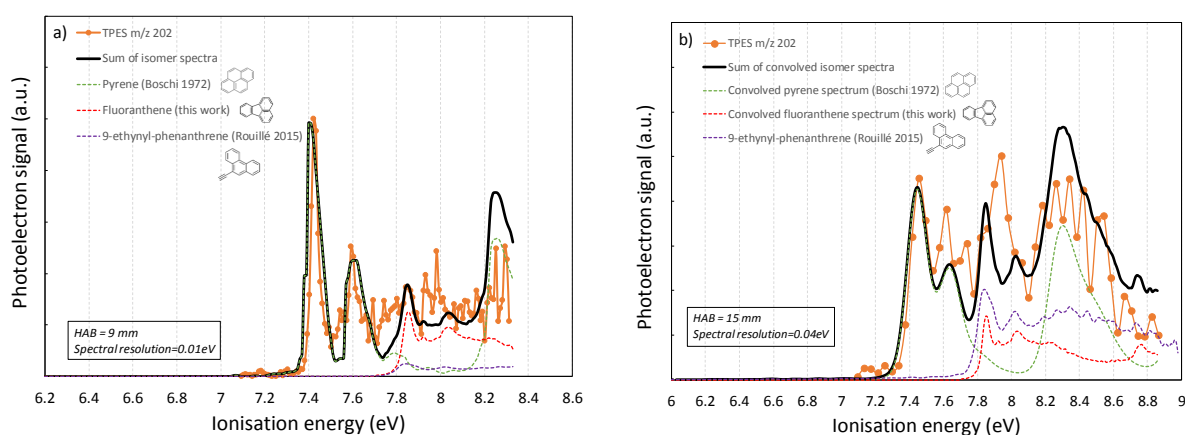 a)
TPES m/z 202
Sum of isomer spectra
Pyrene (Boschi 1972)
Fluoranthene (this work)
9-ethynyl-phenanthrene (Rouillé 2015)
HAB = 9 mm
Spectral resolution=0.01eV
Photoelectron signal (a.u.)
6.2 6.4 6.6 6.8 7 7.2 7.4 7.6 7.8 8 8.2 8.4 8.6
Ionisation energy (eV)
b)
TPES m/z 202
Sum of convolved isomer spectra
Convolved pyrene spectrum (Boschi 1972)
Convolved fluoranthene spectrum (this work)
9-ethynyl-phenanthrene (Rouillé 2015)
HAB = 15 mm
Spectral resolution=0.04eV
Photoelectron signal (a.u.)
6 6.2 6.4 6.6 6.8 7 7.2 7.4 7.6 7.8 8 8.2 8.4 8.6 8.8 9
Ionisation energy (eV)